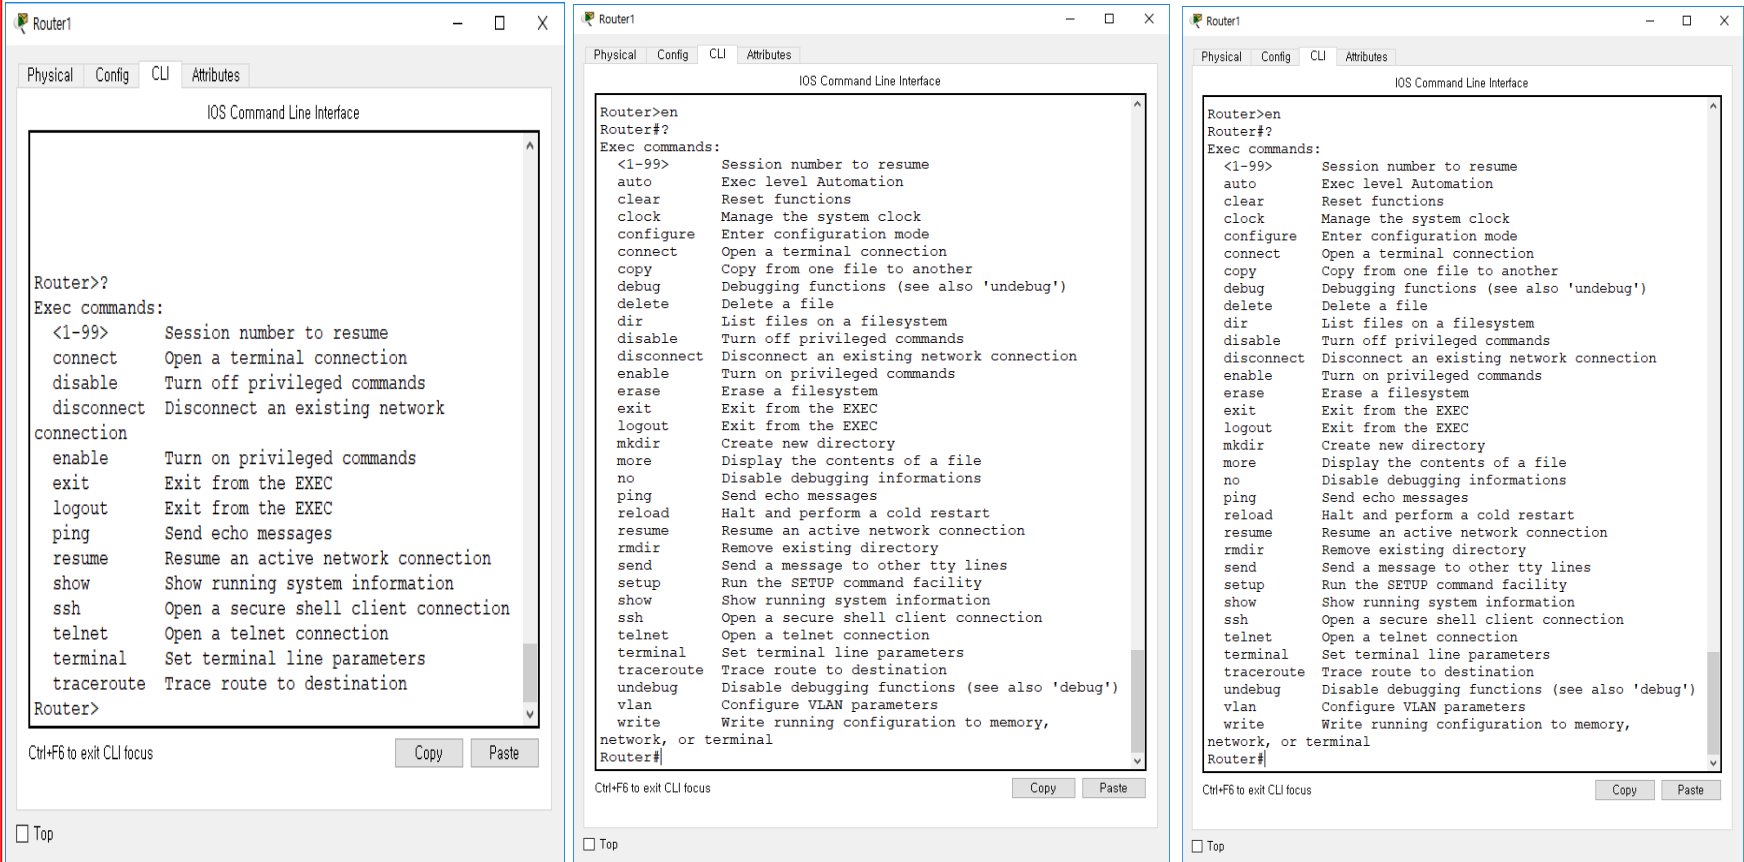 Router1
Physical Config CLI Attributes
IOS Command Line Interface
Router>?
Exec commands:
<1-99> Session number to resume
connect Open a terminal connection
disable Turn off privileged commands
disconnect Disconnect an existing network
connection
enable Turn on privileged commands
exit Exit from the EXEC
logout Exit from the EXEC
ping Send echo messages
resume Resume an active network connection
show Show running system information
ssh Open a secure shell client connection
telnet Open a telnet connection
terminal Set terminal line parameters
traceroute Trace route to destination
Router>
Ctrl+F6 to exit CLI focus
Copy Paste
Top
Router1
Physical Config CLI Attributes
IOS Command Line Interface
Router>en
Router#?
Exec commands:
<1-99> Session number to resume
auto Exec level Automation
clear Reset functions
clock Manage the system clock
configure Enter configuration mode
connect Open a terminal connection
copy Copy from one file to another
debug Debugging functions (see also 'undebug')
delete Delete a file
dir List files on a filesystem
disable Turn off privileged commands
disconnect Disconnect an existing network connection
enable Turn on privileged commands
erase Erase a filesystem
exit Exit from the EXEC
logout Exit from the EXEC
mkdir Create new directory
more Display the contents of a file
no Disable debugging informations
ping Send echo messages
reload Halt and perform a cold restart
resume Resume an active network connection
rmdir Remove existing directory
send Send a message to other tty lines
setup Run the SETUP command facility
show Show running system information
ssh Open a secure shell client connection
telnet Open a telnet connection
terminal Set terminal line parameters
traceroute Trace route to destination
undebug Disable debugging functions (see also 'debug')
vlan Configure VLAN parameters
write Write running configuration to memory,
network, or terminal
Router#
Ctrl+F6 to exit CLI focus
Copy Paste
Top
Router1
Physical Config CLI Attributes
IOS Command Line Interface
Router>en
Router#?
Exec commands:
<1-99> Session number to resume
auto Exec level Automation
clear Reset functions
clock Manage the system clock
configure Enter configuration mode
connect Open a terminal connection
copy Copy from one file to another
debug Debugging functions (see also 'undebug')
delete Delete a file
dir List files on a filesystem
disable Turn off privileged commands
disconnect Disconnect an existing network connection
enable Turn on privileged commands
erase Erase a filesystem
exit Exit from the EXEC
logout Exit from the EXEC
mkdir Create new directory
more Display the contents of a file
no Disable debugging informations
ping Send echo messages
reload Halt and perform a cold restart
resume Resume an active network connection
rmdir Remove existing directory
send Send a message to other tty lines
setup Run the SETUP command facility
show Show running system information
ssh Open a secure shell client connection
telnet Open a telnet connection
terminal Set terminal line parameters
traceroute Trace route to destination
undebug Disable debugging functions (see also 'debug')
vlan Configure VLAN parameters
write Write running configuration to memory,
network, or terminal
Router#
Ctrl+F6 to exit CLI focus
Copy Paste
Top